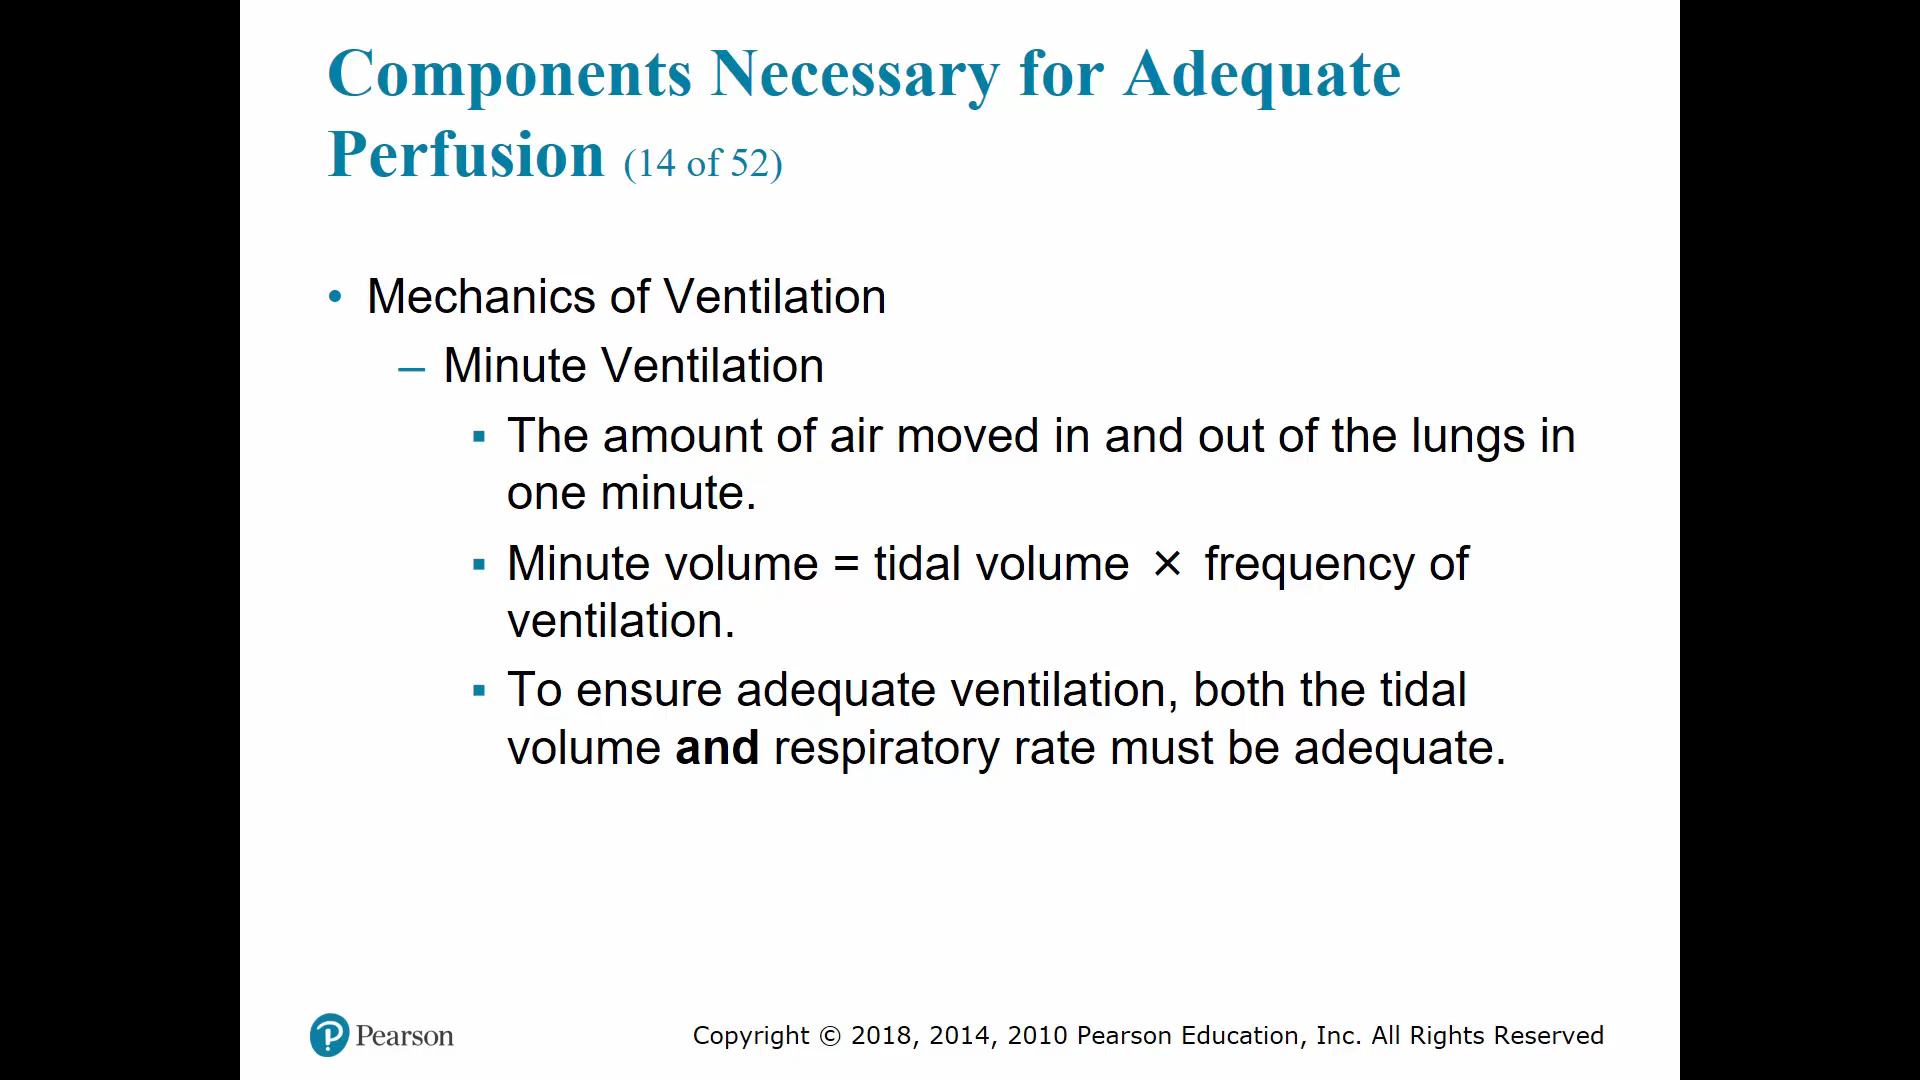 Components Necessary for Adequate
Perfusion (14 of 52)
• Mechanics of Ventilation
– Minute Ventilation
▪ The amount of air moved in and out of the lungs in
one minute.
▪ Minute volume = tidal volume × frequency of
ventilation.
▪ To ensure adequate ventilation, both the tidal
volume and respiratory rate must be adequate.
Pearson
Copyright © 2018, 2014, 2010 Pearson Education, Inc. All Rights Reserved